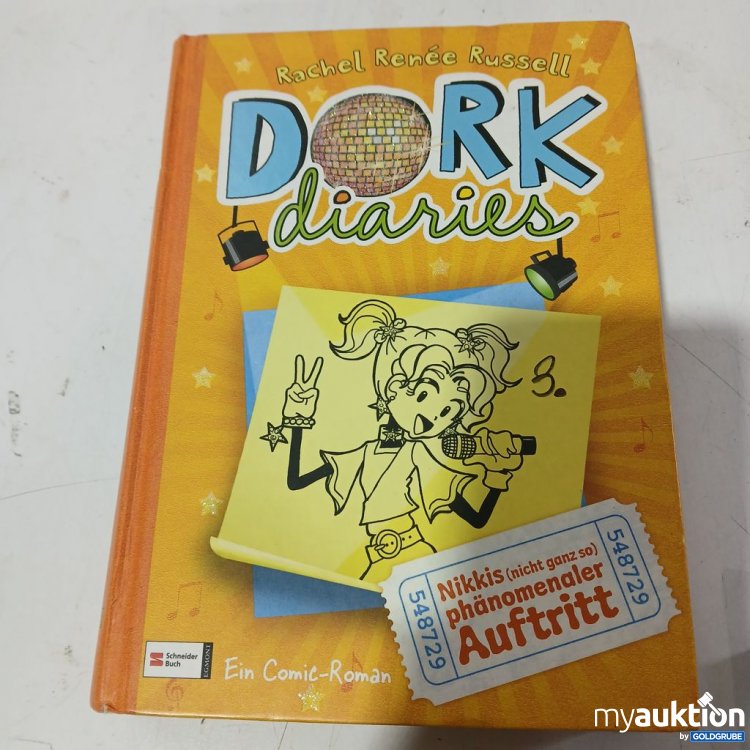 Rachel Renée Russell
DORK
diaries
3.
Nikkis (nicht ganz so)
phänomenaler
Auftritt
548729
548729
Schneider
Buch
EGMONT
Ein Comic-Roman
myauktion
by GOLDGRUBE